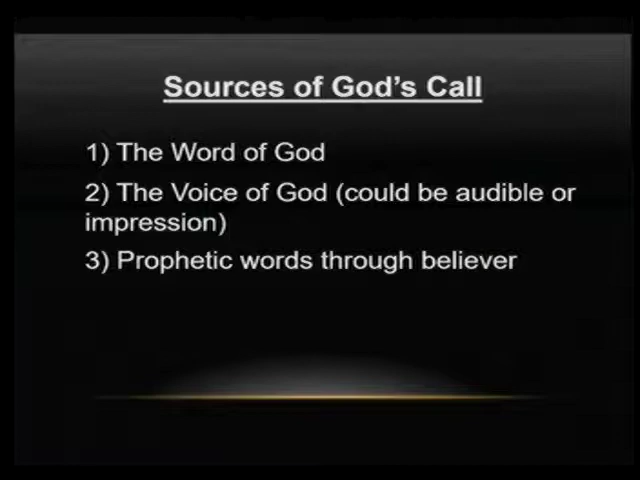 Sources of God's Call
1) The Word of God
2) The Voice of God (could be audible or
impression)
3) Prophetic words through believer